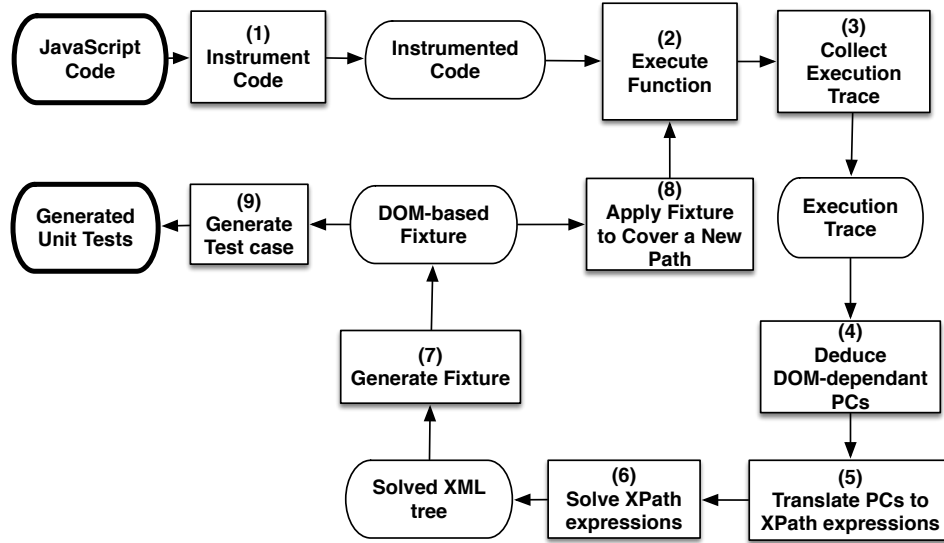 JavaScript
Code
(1)
Instrument
Code
Instrumented
Code
(2)
Execute
Function
(3)
Collect
Execution
Trace
Generated
Unit Tests
(9)
Generate
Test case
DOM-based
Fixture
(8)
Apply Fixture
to Cover a New
Path
Execution
Trace
(7)
Generate Fixture
(4)
Deduce
DOM-dependant
PCs
Solved XML
tree
(6)
Solve XPath
expressions
(5)
Translate PCs to
XPath expressions